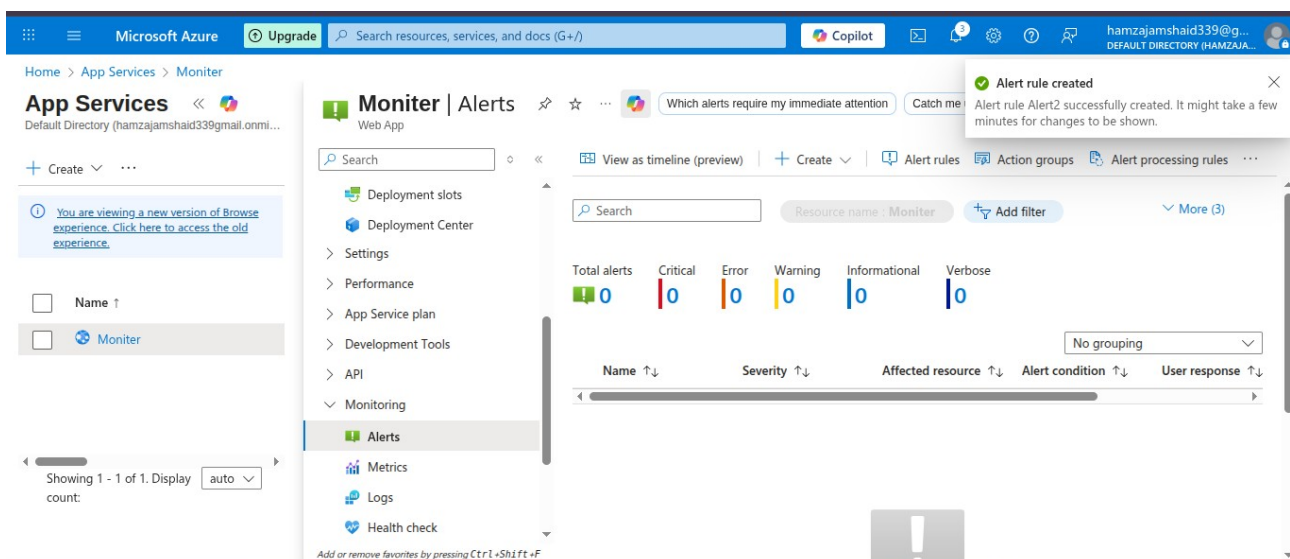 Microsoft Azure
Upgrade
Search resources, services, and docs (G+/)
Copilot
3
hamzajamshaid339@g...
DEFAULT DIRECTORY (HAMZAJA...
Home > App Services > Moniter
App Services
Default Directory (hamzajamshaid339gmail.onmi...
+ Create
...
You are viewing a new version of Browse
experience. Click here to access the old
experience.
Name ↑
Moniter
Showing 1 - 1 of 1. Display
count:
auto
Moniter | Alerts
Web App
...
Which alerts require my immediate attention
Catch me
Alert rule created
Alert rule Alert2 successfully created. It might take a few
minutes for changes to be shown.
Search
Deployment slots
Deployment Center
Settings
Performance
App Service plan
Development Tools
API
Monitoring
Alerts
Metrics
Logs
Health check
Add or remove favorites by pressing Ctrl+Shift+F
View as timeline (preview)
+ Create
Alert rules
Action groups
Alert processing rules
...
Search
Resource name : Moniter
Add filter
More (3)
Total alerts Critical Error Warning Informational Verbose
0 0 0 0 0 0
No grouping
Name ↑↓ Severity ↑↓ Affected resource ↑↓ Alert condition ↑↓ User response ↑↓